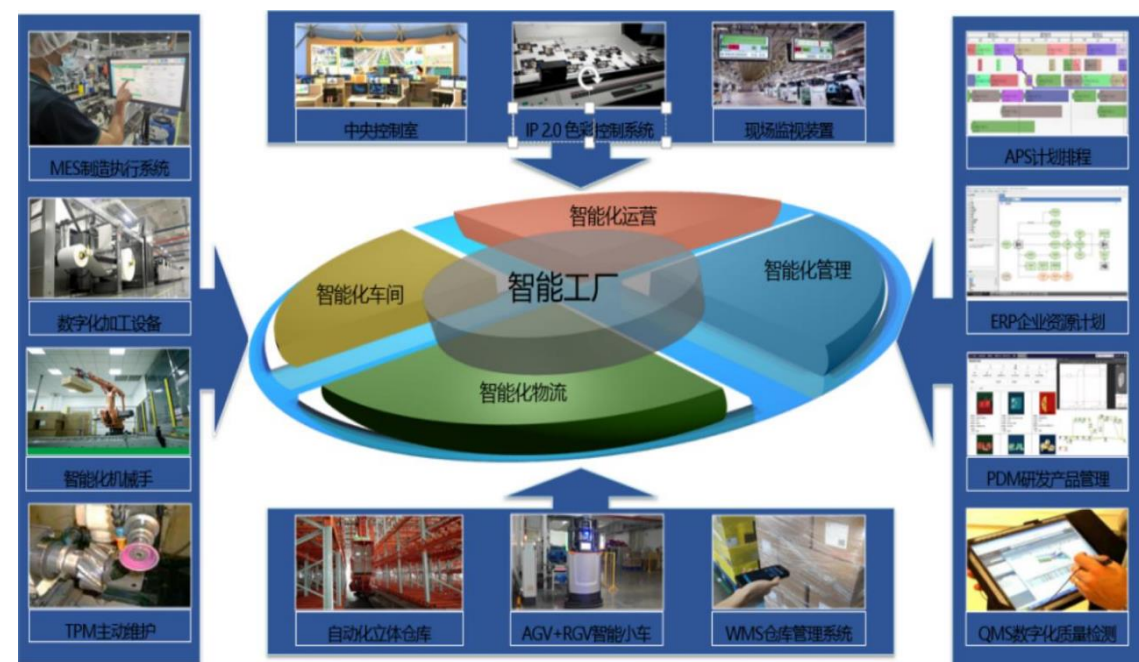 中央控制室
IP 2.0 色彩控制系统
现场监视装置
MES制造执行系统
数字化加工设备
智能化机械手
TPM主动维护
智能化运营
智能化车间
智能工厂
智能化管理
智能化物流
APS计划排程
ERP企业资源计划
PDM研发产品管理
QMS数字化质量检测
自动化立体仓库
AGV+RGV智能小车
WMS仓库管理系统